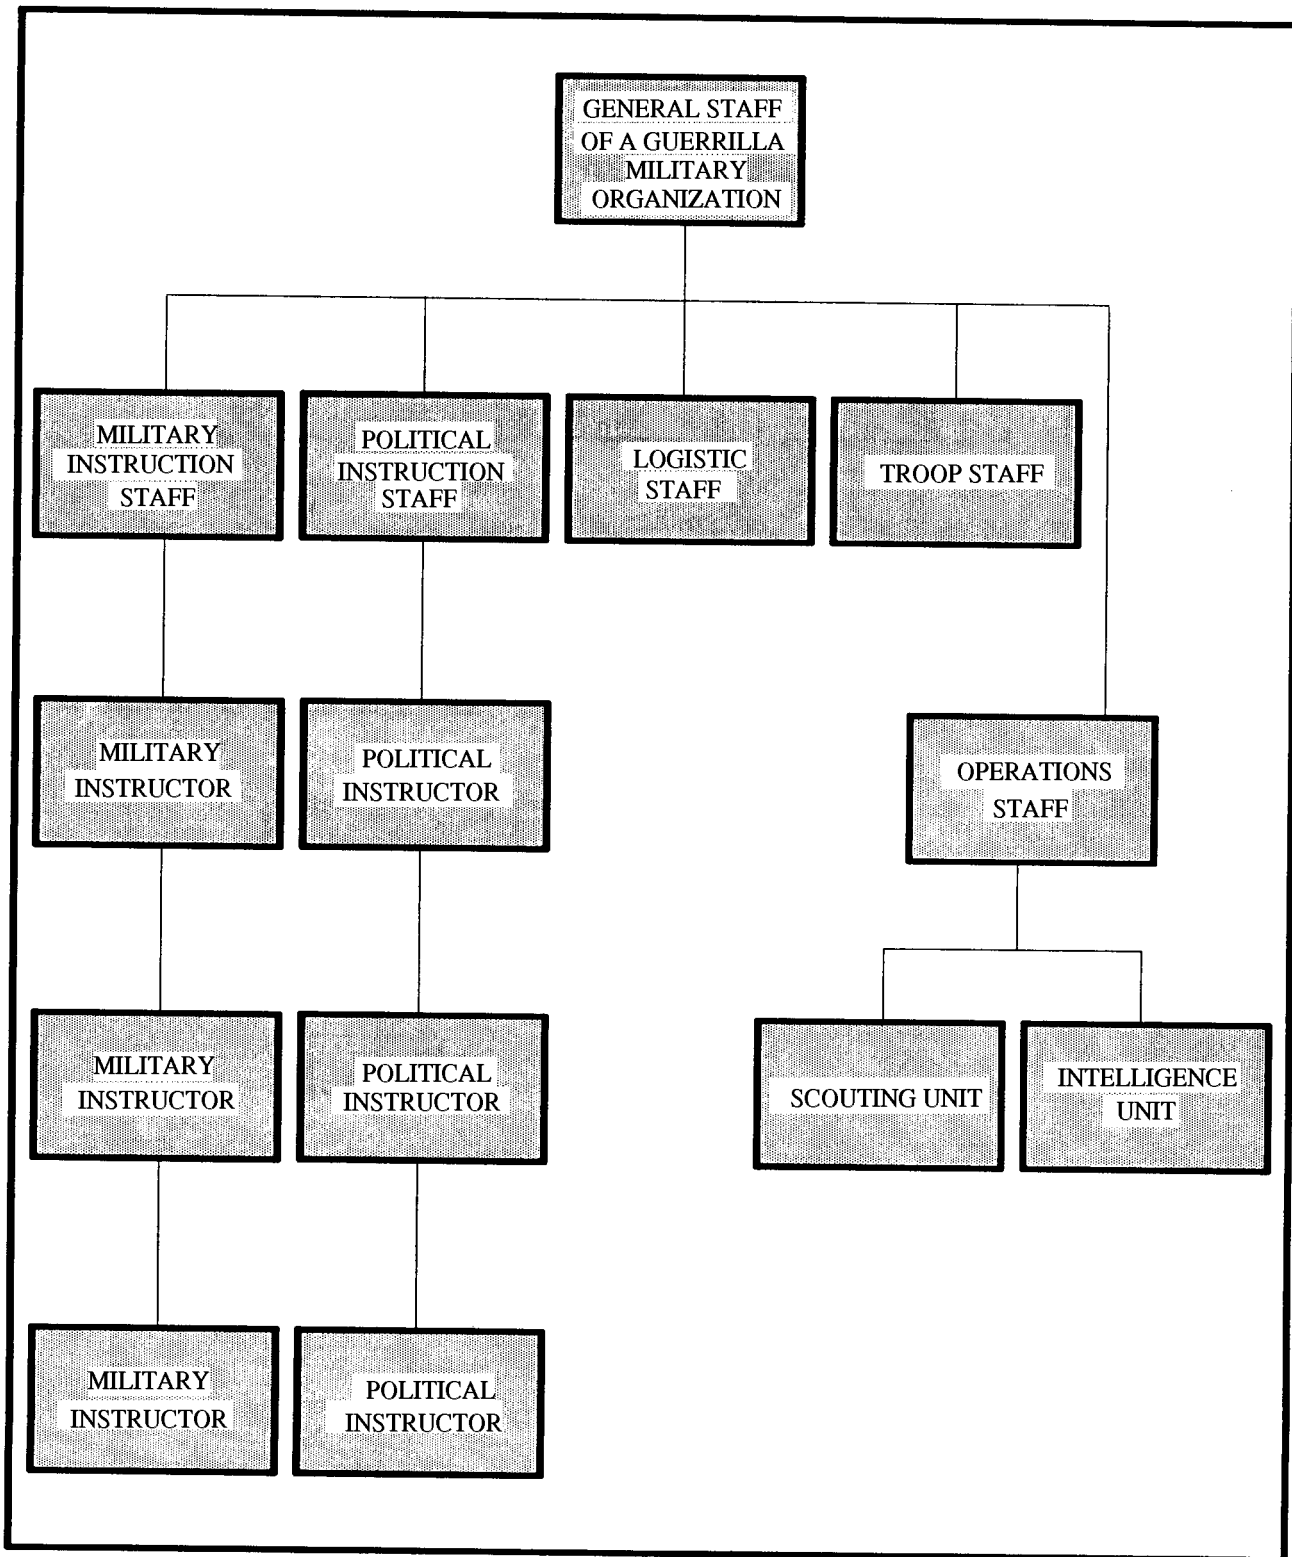 GENERAL STAFF
OF A GUERRILLA
MILITARY
ORGANIZATION
MILITARY
INSTRUCTION
STAFF
POLITICAL
INSTRUCTION
STAFF
LOGISTIC
STAFF
TROOP STAFF
MILITARY
INSTRUCTOR
POLITICAL
INSTRUCTOR
OPERATIONS
STAFF
MILITARY
INSTRUCTOR
POLITICAL
INSTRUCTOR
SCOUTING UNIT
INTELLIGENCE
UNIT
MILITARY
INSTRUCTOR
POLITICAL
INSTRUCTOR